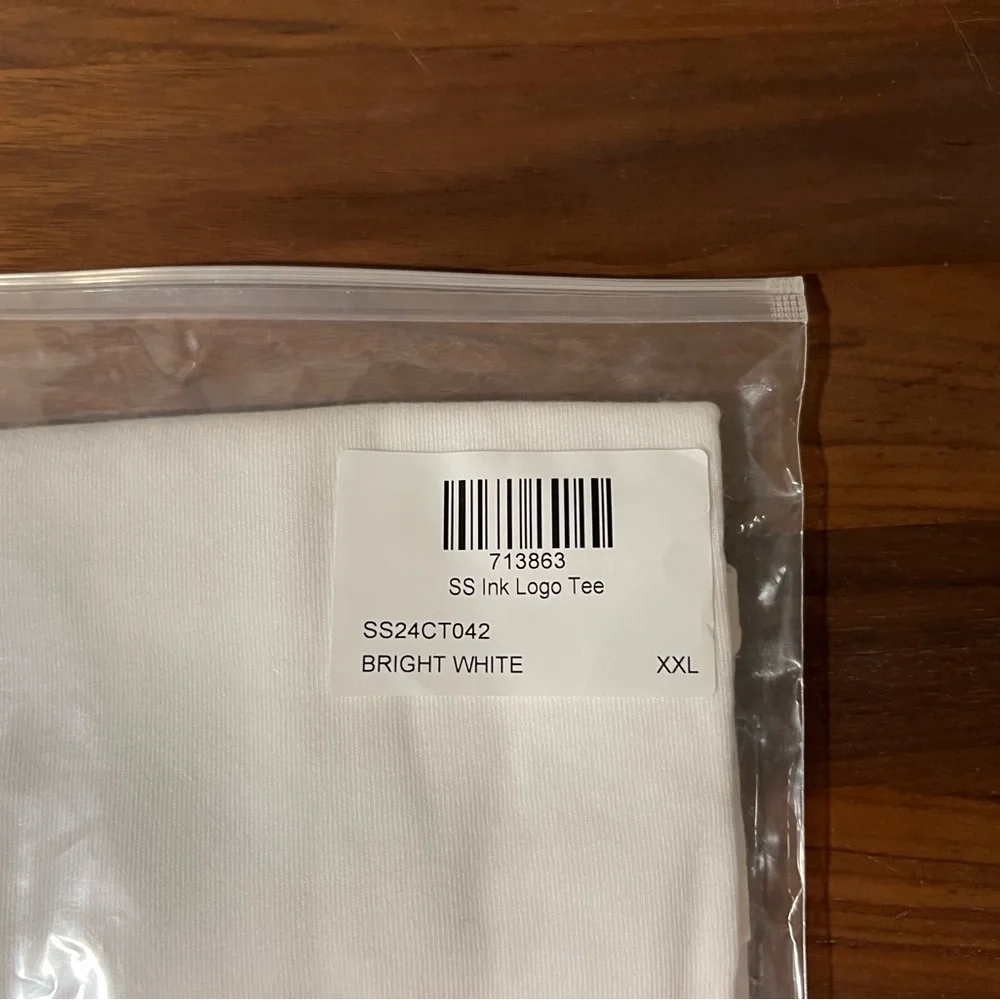 713863
SS Ink Logo Tee
SS24CT042
BRIGHT WHITE XXL